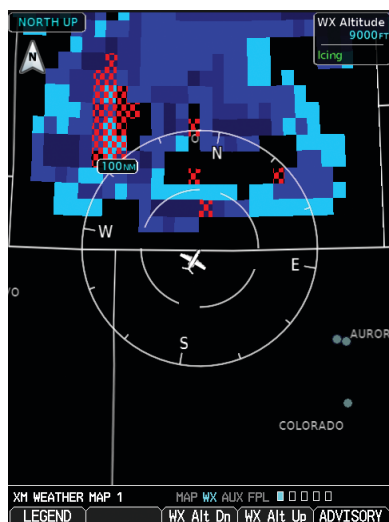 NORTH UP
WX Altitude
9000FT
Icing
N
N
100NM
W
E
S
VO
AUROR
COLORADO
XM WEATHER MAP 1 MAP WX AUX FPL
LEGEND WX Alt Dn WX Alt Up ADVISORY